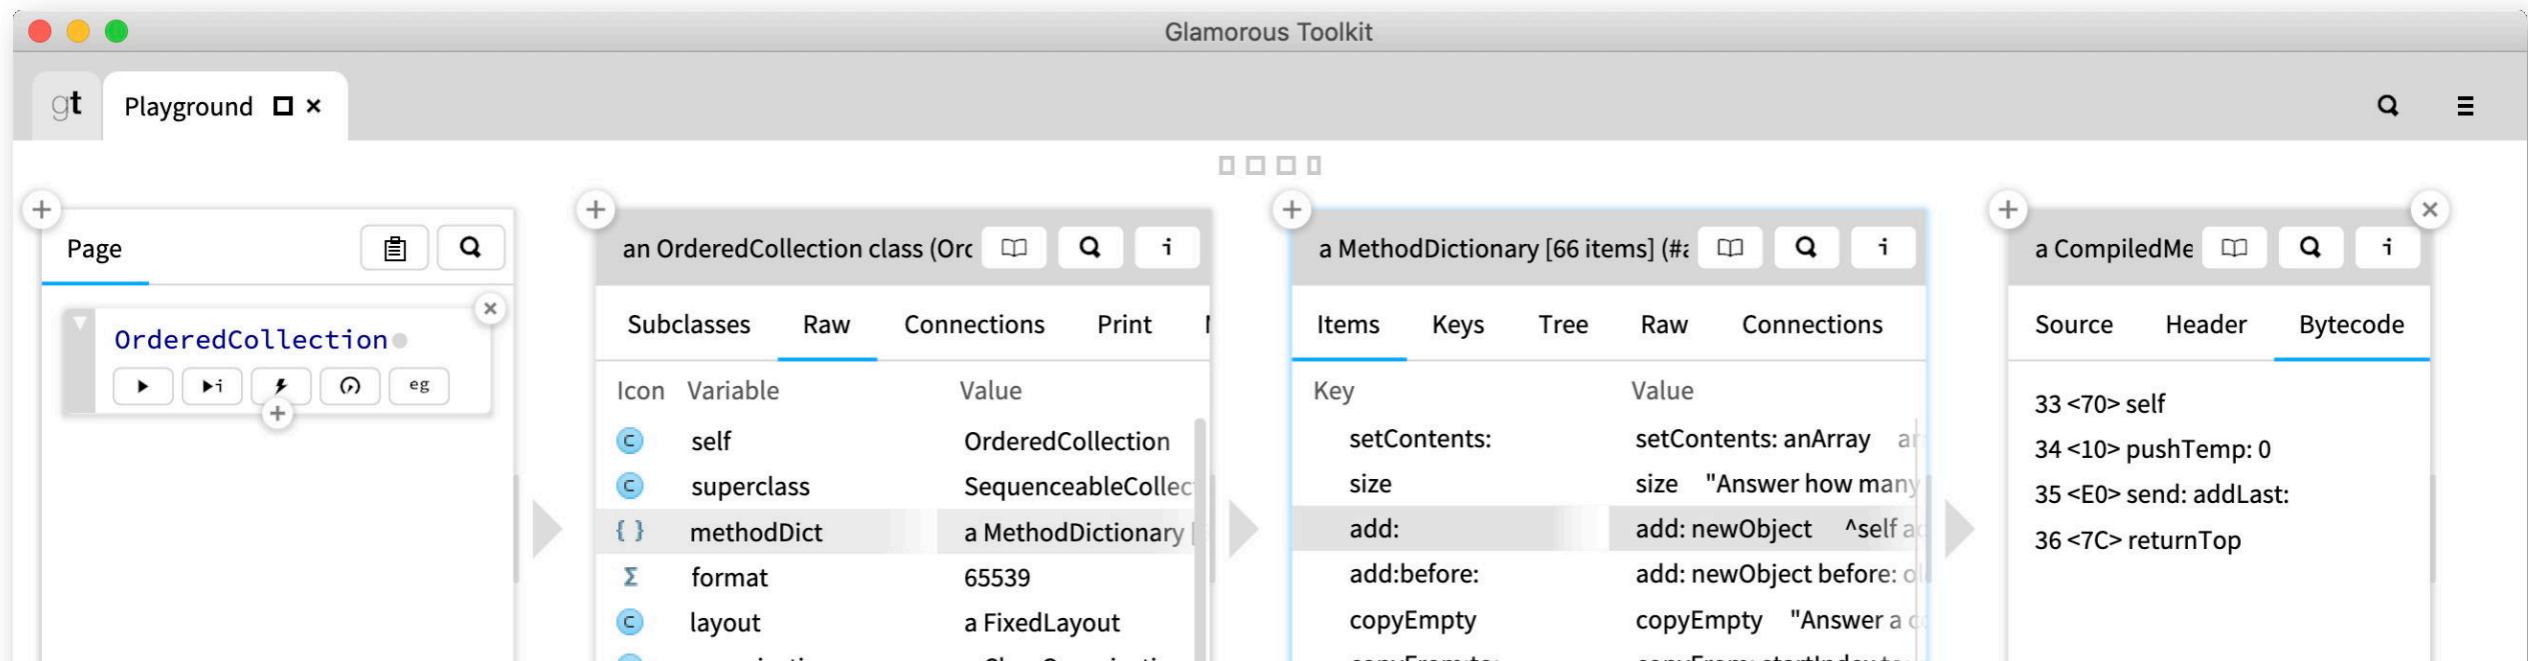 Glamorous Toolkit
gt
Playground
Page
OrderedCollection
i
eg
an OrderedCollection class (Orc
i
Subclasses Raw Connections Print
Icon Variable Value
self OrderedCollection
superclass SequenceableCollec
{ } methodDict a MethodDictionary [
Σ format 65539
layout a FixedLayout
a MethodDictionary [66 items] (#a
i
Items Keys Tree Raw Connections
Key Value
setContents: setContents: anArray
size size "Answer how many
add: add: newObject ^self
add:before: add: newObject before:
copyEmpty copyEmpty "Answer a
a CompiledMe
i
Source Header Bytecode
33 <70> self
34 <10> pushTemp: 0
35 <E0> send: addLast:
36 <7C> returnTop